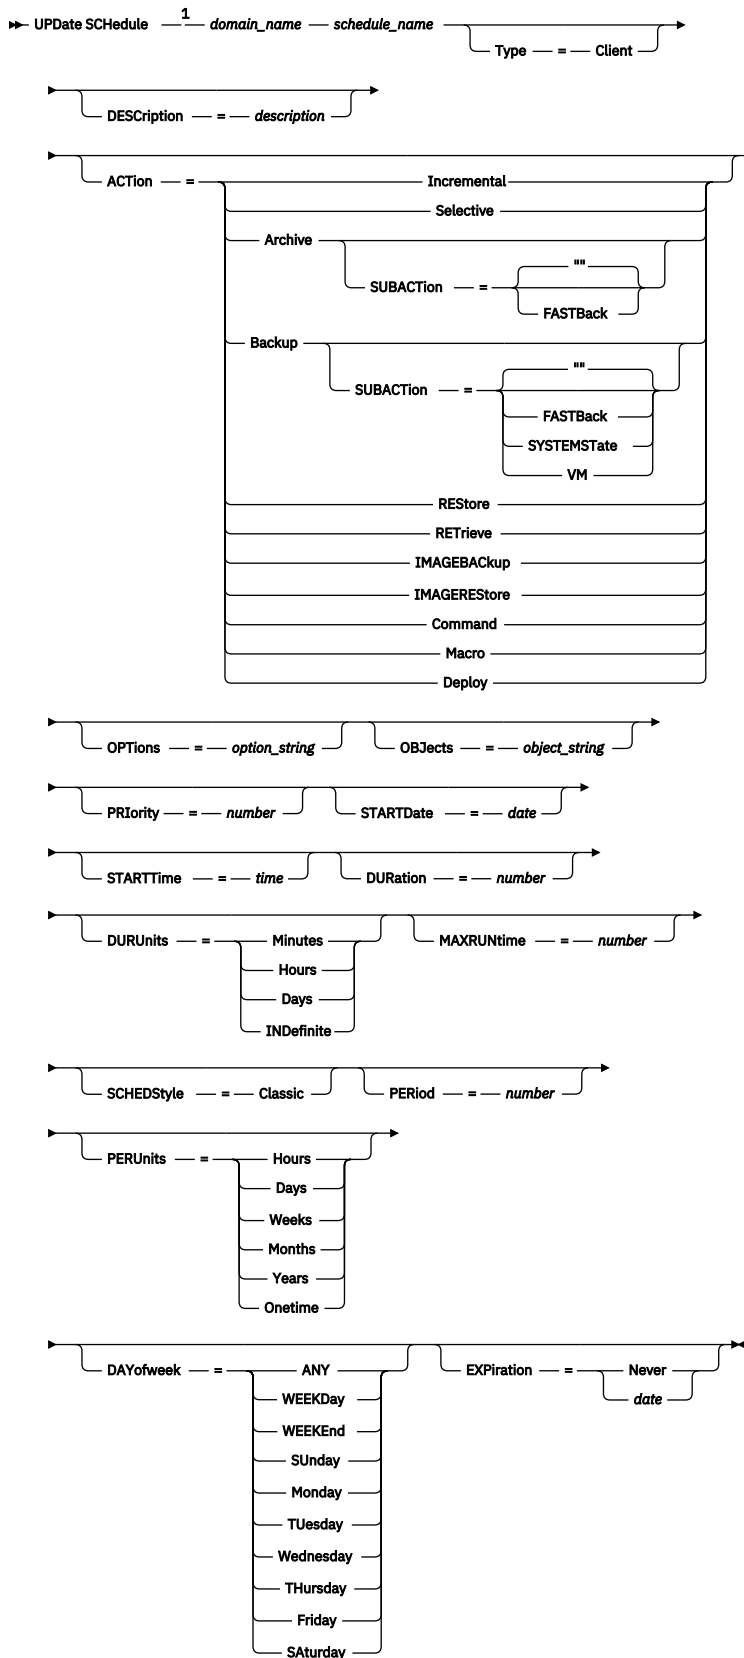 1
UPDate SCHedule domain_name schedule_name
Type = Client
DESCription = description
ACTion = Incremental
Selective
Archive
""
SUBACTion =
FASTBack
Backup
""
SUBACTion =
FASTBack
SYSTEMSTate
VM
REStore
RETrieve
IMAGEBACkup
IMAGEREStore
Command
Macro
Deploy
OPTions = option_string OBJects = object_string
PRIority = number STARTDate = date
STARTTime = time DURation = number
DURUnits = Minutes MAXRUNtime = number
Hours
Days
INDefinite
SCHEDStyle = Classic PERiod = number
PERUnits = Hours
Days
Weeks
Months
Years
Onetime
DAYofweek = ANY EXPiration = Never
WEEKDay date
WEEKEnd
SUnday
Monday
TUesday
Wednesday
THursday
Friday
SAturday